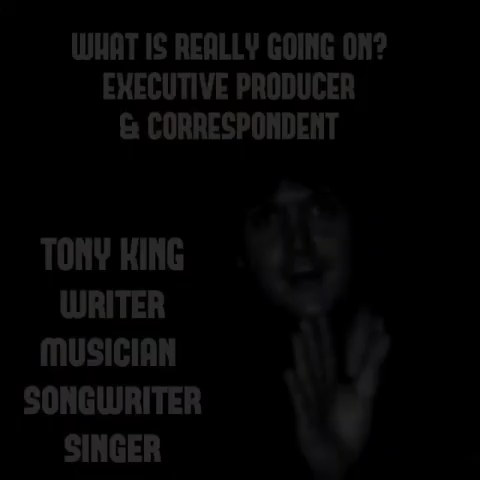 WHAT IS REALLY GOING ON?
EXECUTIVE PRODUCER
& CORRESPONDENT
TONY KING
WRITER
MUSICIAN
SONGWRITER
SINGER